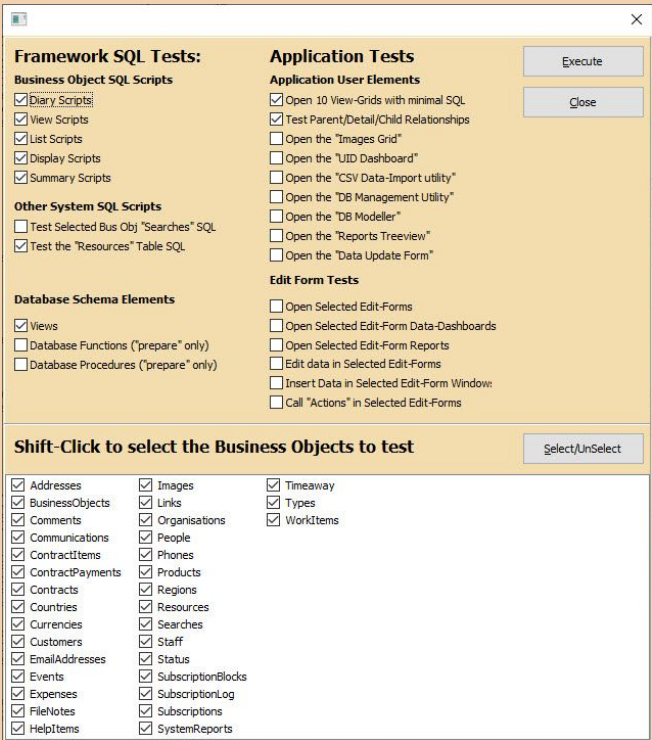 Framework SQL Tests:
Business Object SQL Scripts
Diary Scripts
View Scripts
List Scripts
Display Scripts
Summary Scripts
Other System SQL Scripts
Test Selected Bus Obj "Searches" SQL
Test the "Resources" Table SQL
Database Schema Elements
Views
Database Functions ("prepare" only)
Database Procedures ("prepare" only)
Application Tests
Application User Elements
Open 10 View-Grids with minimal SQL
Test Parent/Detail/Child Relationships
Open the "Images Grid"
Open the "UID Dashboard"
Open the "CSV Data-Import utility"
Open the "DB Management Utility"
Open the "DB Modeller"
Open the "Reports Treeview"
Open the "Data Update Form"
Edit Form Tests
Open Selected Edit-Forms
Open Selected Edit-Form Data-Dashboards
Open Selected Edit-Form Reports
Edit data in Selected Edit-Forms
Insert Data in Selected Edit-Form Windows
Call "Actions" in Selected Edit-Forms
Execute
Close
Shift-Click to select the Business Objects to test
Select/UnSelect
Addresses
BusinessObjects
Comments
Communications
ContractItems
ContractPayments
Contracts
Countries
Currencies
Customers
EmailAddresses
Events
Expenses
FileNotes
HelpItems
Images
Links
Organisations
People
Phones
Products
Regions
Resources
Searches
Staff
Status
SubscriptionBlocks
SubscriptionLog
Subscriptions
SystemReports
Timeaway
Types
WorkItems